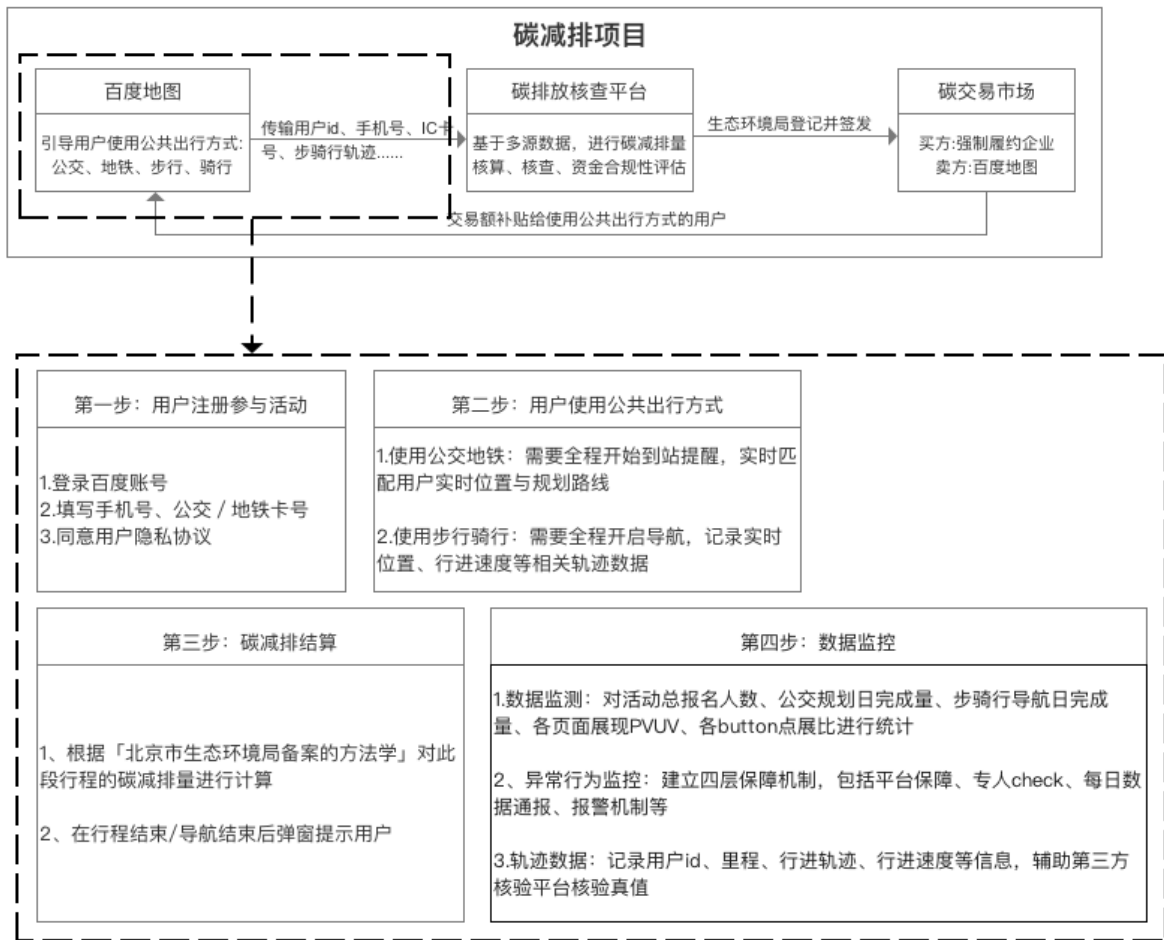 碳减排项目
百度地图
引导用户使用公共出行方式:
公交、地铁、步行、骑行
传输用户id、手机号、IC卡
号、步骑行轨迹......
碳排放核查平台
基于多源数据，进行碳减排量
核算、核查、资金合规性评估
生态环境局登记并签发
碳交易市场
买方:强制履约企业
卖方:百度地图
交易额补贴给使用公共出行方式的用户
第一步：用户注册参与活动
1.登录百度账号
2.填写手机号、公交 / 地铁卡号
3.同意用户隐私协议
第二步：用户使用公共出行方式
1.使用公交地铁：需要全程开始到站提醒，实时匹
配用户实时位置与规划路线
2.使用步行骑行：需要全程开启导航，记录实时
位置、行进速度等相关轨迹数据
第三步：碳减排结算
1、根据「北京市生态环境局备案的方法学」对此
段行程的碳减排量进行计算
2、在行程结束/导航结束后弹窗提示用户
第四步：数据监控
1.数据监测：对活动总报名人数、公交规划日完成量、步骑行导航日完成
量、各页面展现PVUV、各button点展比进行统计
2、异常行为监控：建立四层保障机制，包括平台保障、专人check、每日数
据通报、报警机制等
3.轨迹数据：记录用户id、里程、行进轨迹、行进速度等信息，辅助第三方
核验平台核验真值